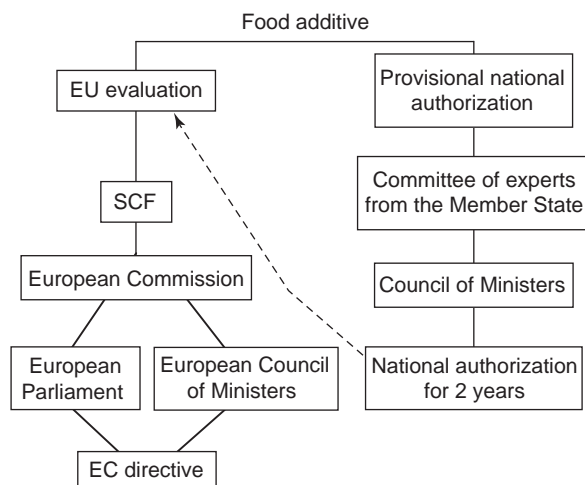 Food additive
EU evaluation
Provisional national
authorization
Committee of experts
from the Member State
SCF
European Commission
Council of Ministers
European
Parliament
European Council
of Ministers
National authorization
for 2 years
EC directive